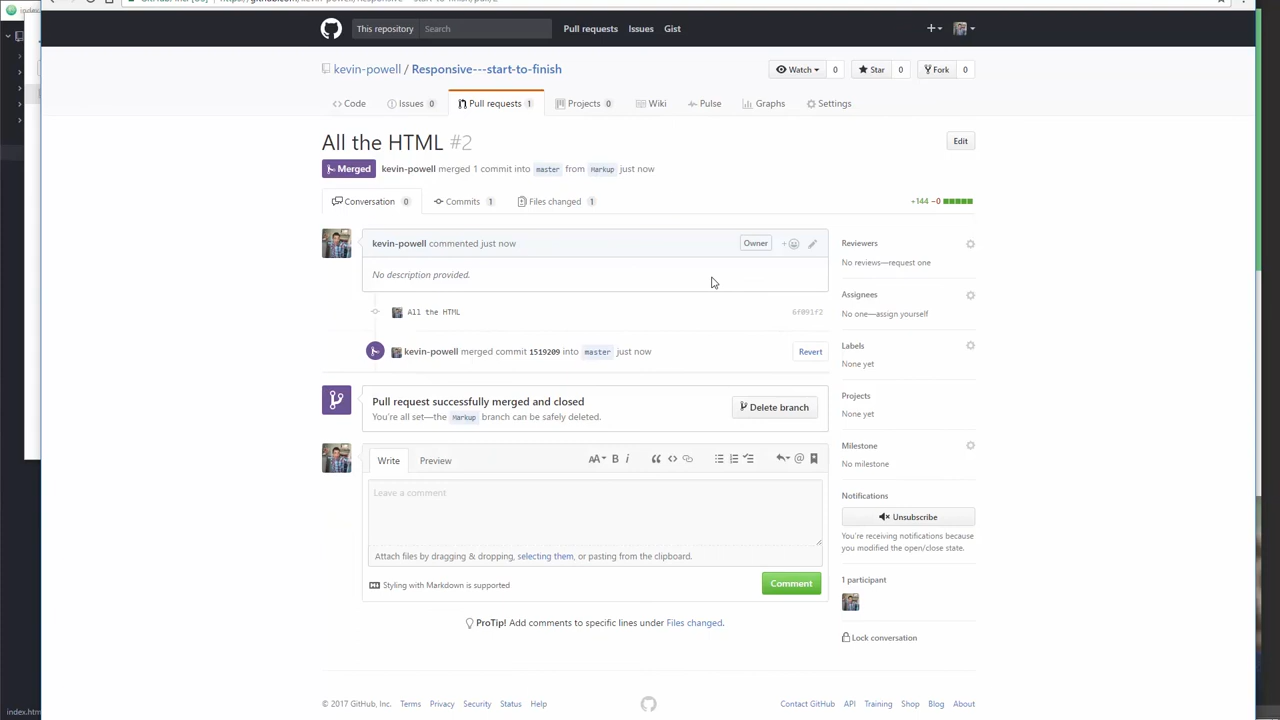 This repository Search Pull requests Issues Gist
kevin-powell / Responsive---start-to-finish Watch 0 Star 0 Fork 0
Code Issues 0 Pull requests 1 Projects 0 Wiki Pulse Graphs Settings
All the HTML #2 Edit
Merged kevin-powell merged 1 commit into master from Markup just now
Conversation 0 Commits 1 Files changed 1 +144 −0
kevin-powell commented just now Owner
No description provided.
All the HTML 6f091f2
kevin-powell merged commit 1519209 into master just now Revert
Pull request successfully merged and closed
You're all set—the Markup branch can be safely deleted.
Delete branch
Write Preview
Leave a comment
Attach files by dragging & dropping, selecting them, or pasting from the clipboard.
Styling with Markdown is supported Comment
ProTip! Add comments to specific lines under Files changed.
Reviewers
No reviews—request one
Assignees
No one—assign yourself
Labels
None yet
Projects
None yet
Milestone
No milestone
Notifications
Unsubscribe
You're receiving notifications because
you modified the open/close state.
1 participant
Lock conversation
© 2017 GitHub, Inc. Terms Privacy Security Status Help Contact GitHub API Training Shop Blog About